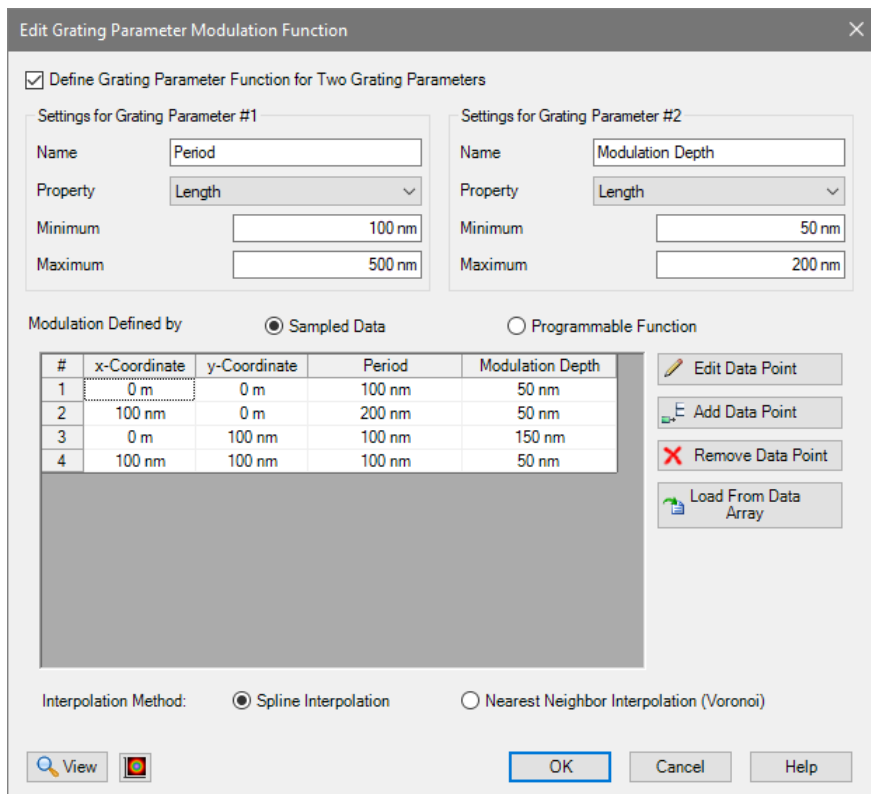 Edit Grating Parameter Modulation Function
Define Grating Parameter Function for Two Grating Parameters
Settings for Grating Parameter #1
Name Period
Property Length
Minimum 100 nm
Maximum 500 nm
Settings for Grating Parameter #2
Name Modulation Depth
Property Length
Minimum 50 nm
Maximum 200 nm
Modulation Defined by Sampled Data Programmable Function
# x-Coordinate y-Coordinate Period Modulation Depth
1 0 m 0 m 100 nm 50 nm
2 100 nm 0 m 200 nm 50 nm
3 0 m 100 nm 100 nm 150 nm
4 100 nm 100 nm 100 nm 50 nm
Edit Data Point
Add Data Point
Remove Data Point
Load From Data
Array
Interpolation Method: Spline Interpolation Nearest Neighbor Interpolation (Voronoi)
View OK Cancel Help